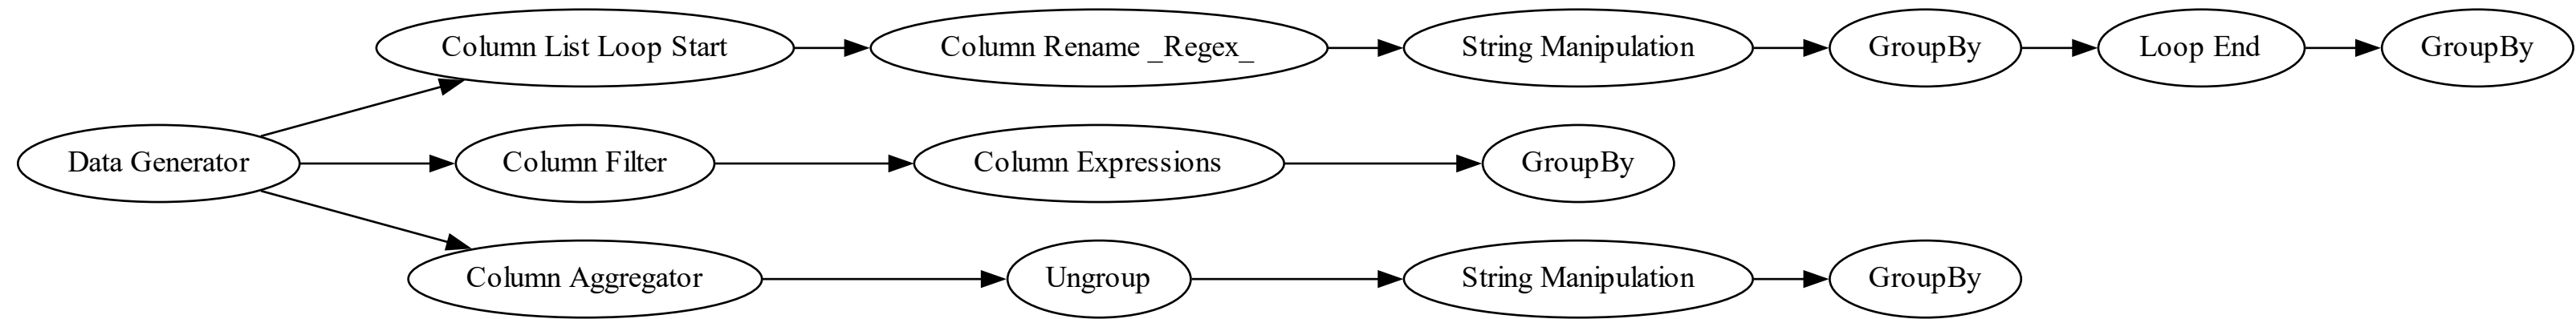 Column List Loop Start
Column Rename _Regex_
String Manipulation
GroupBy
Loop End
GroupBy
Data Generator
Column Filter
Column Expressions
GroupBy
Column Aggregator
Ungroup
String Manipulation
GroupBy